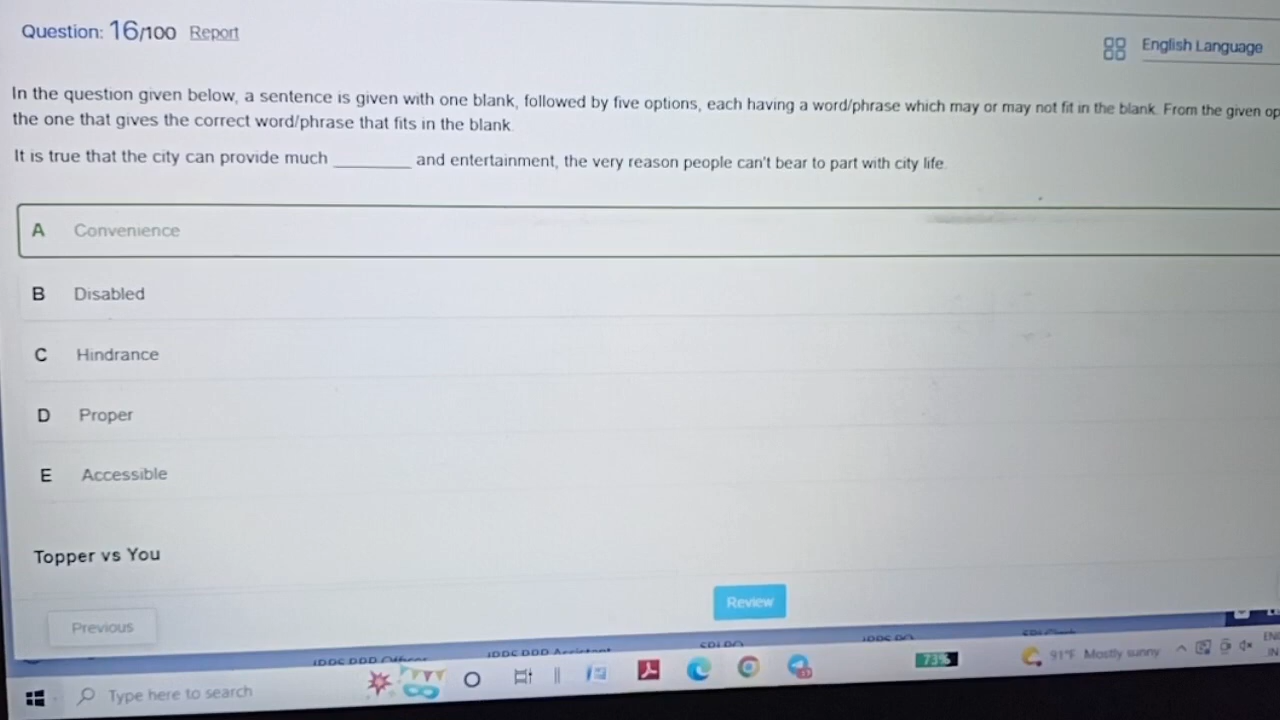 Question: 16/100 Report
English Language
In the question given below, a sentence is given with one blank, followed by five options, each having a word/phrase which may or may not fit in the blank. From the given op
the one that gives the correct word/phrase that fits in the blank.
It is true that the city can provide much ________ and entertainment, the very reason people can't bear to part with city life.
A Convenience
B Disabled
C Hindrance
D Proper
E Accessible
Topper vs You
Review
Previous
Type here to search
73%
91°F Mostly sunny